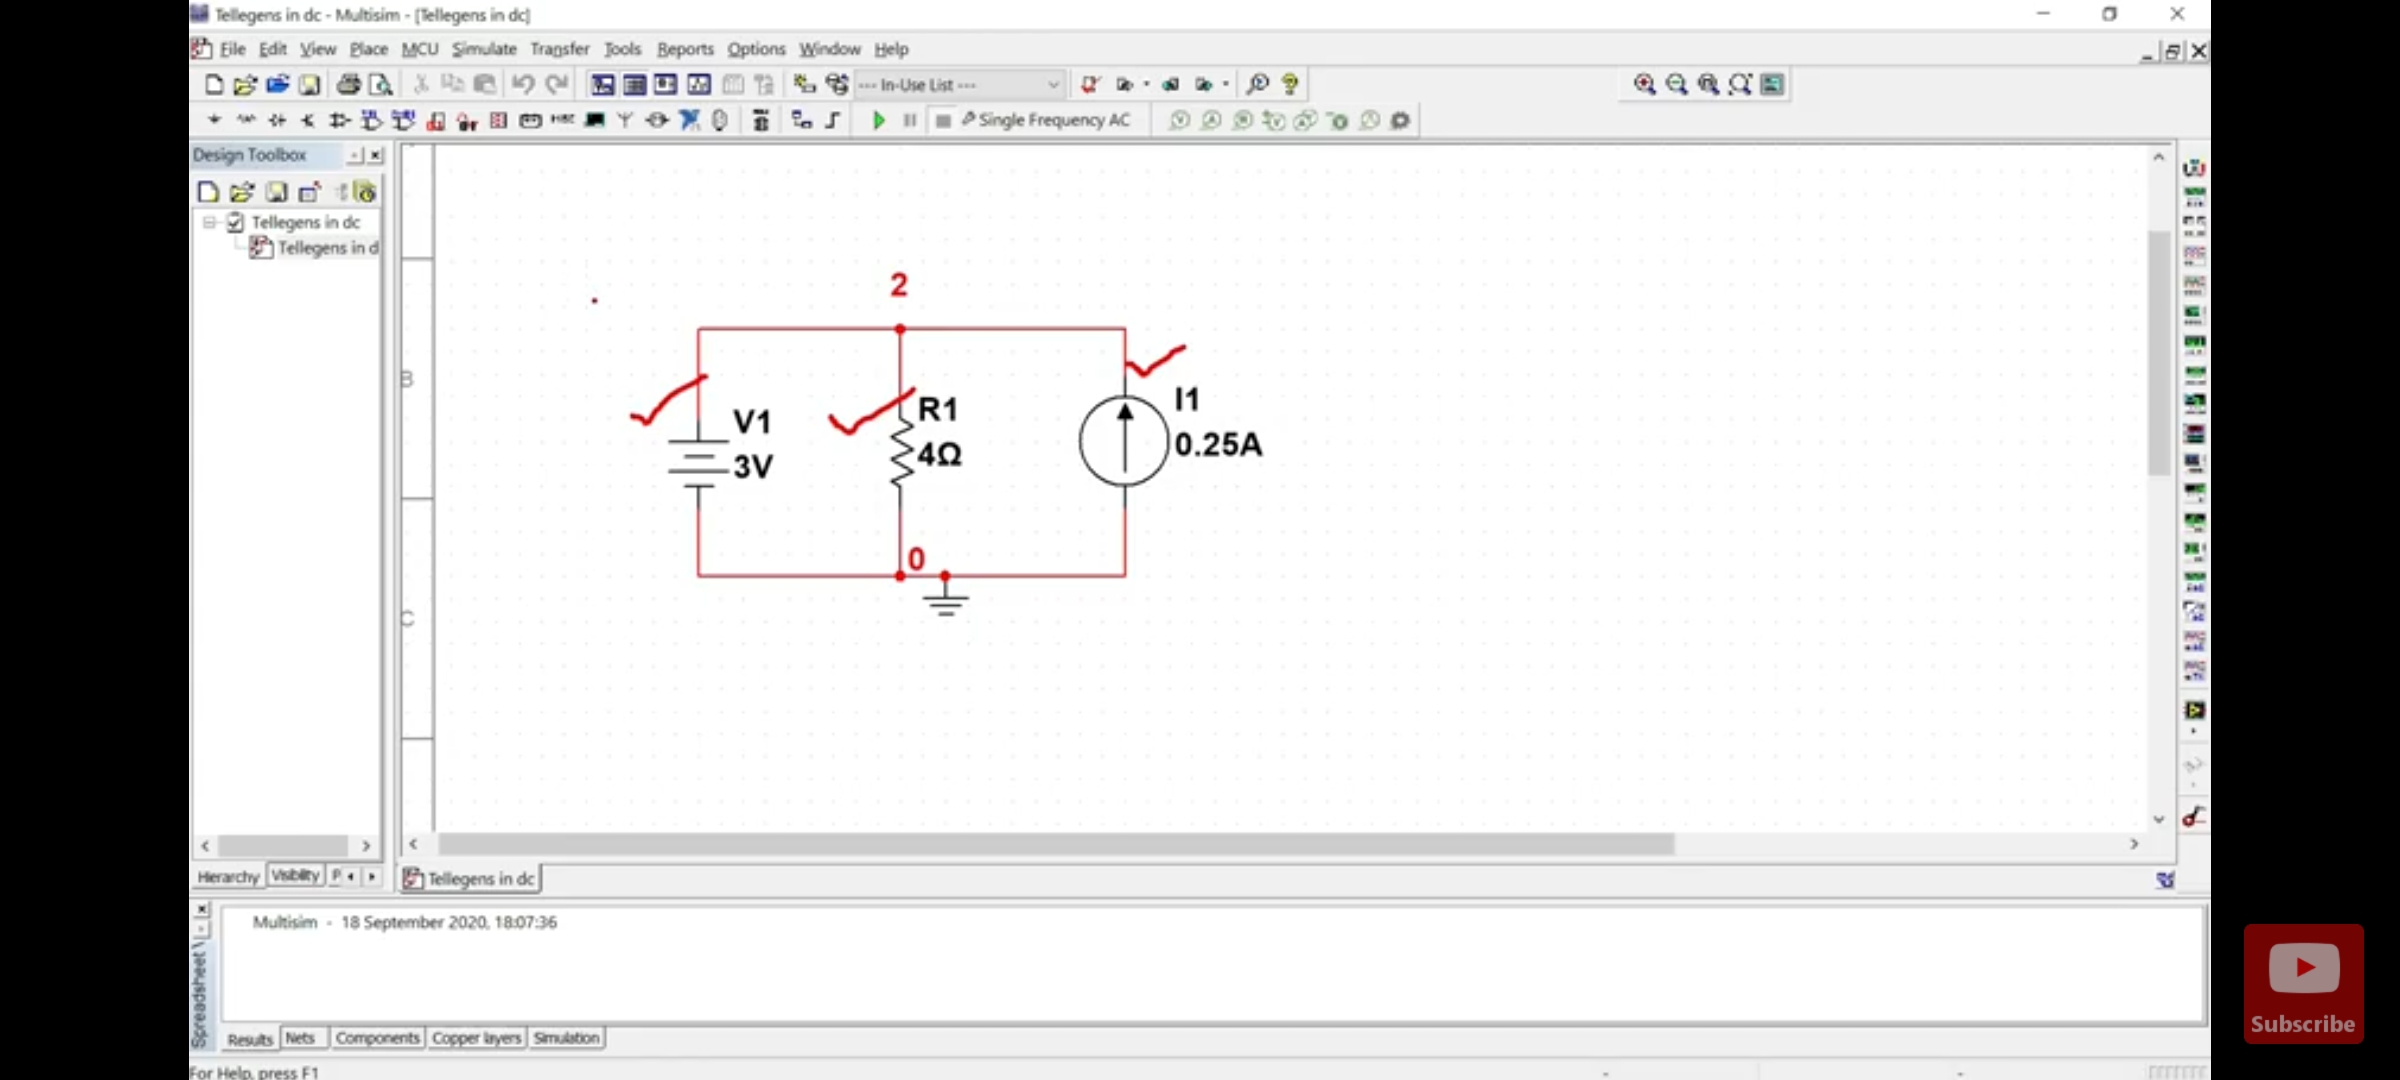 Tellegens in dc - Multisim - [Tellegens in dc]
File Edit View Place MCU Simulate Transfer Tools Reports Options Window Help
--- In-Use List ---
Single Frequency AC
Design Toolbox
Tellegens in dc
Tellegens in d
2
B
V1
3V
R1
4Ω
I1
0.25A
0
C
Hierarchy Visibility P
Tellegens in dc
Multisim - 18 September 2020, 18:07:36
Spreadsheet \
Results Nets Components Copper layers Simulation
For Help, press F1
Subscribe